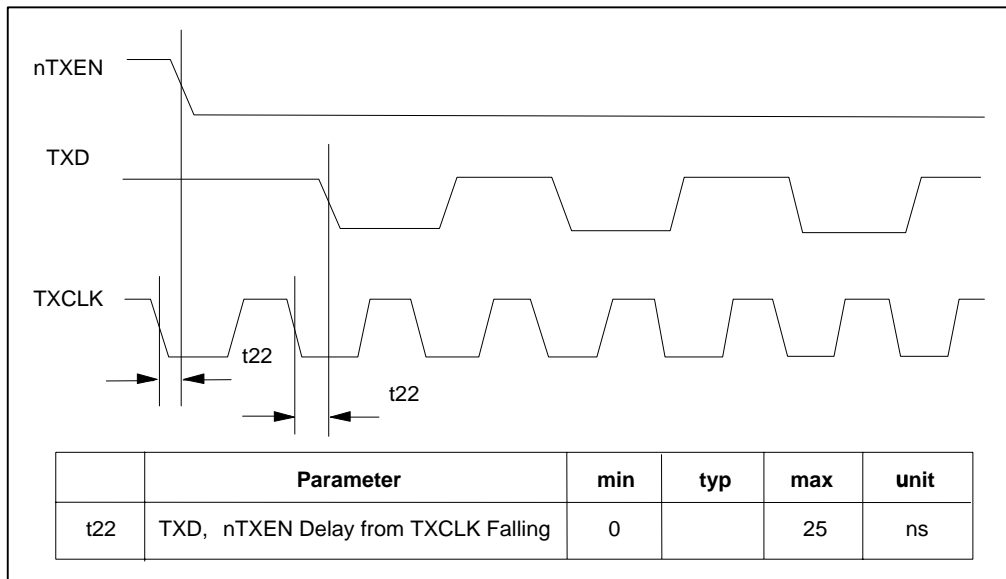 nTXEN
TXD
TXCLK
t22
t22
Parameter min typ max unit
t22 TXD, nTXEN Delay from TXCLK Falling 0 25 ns